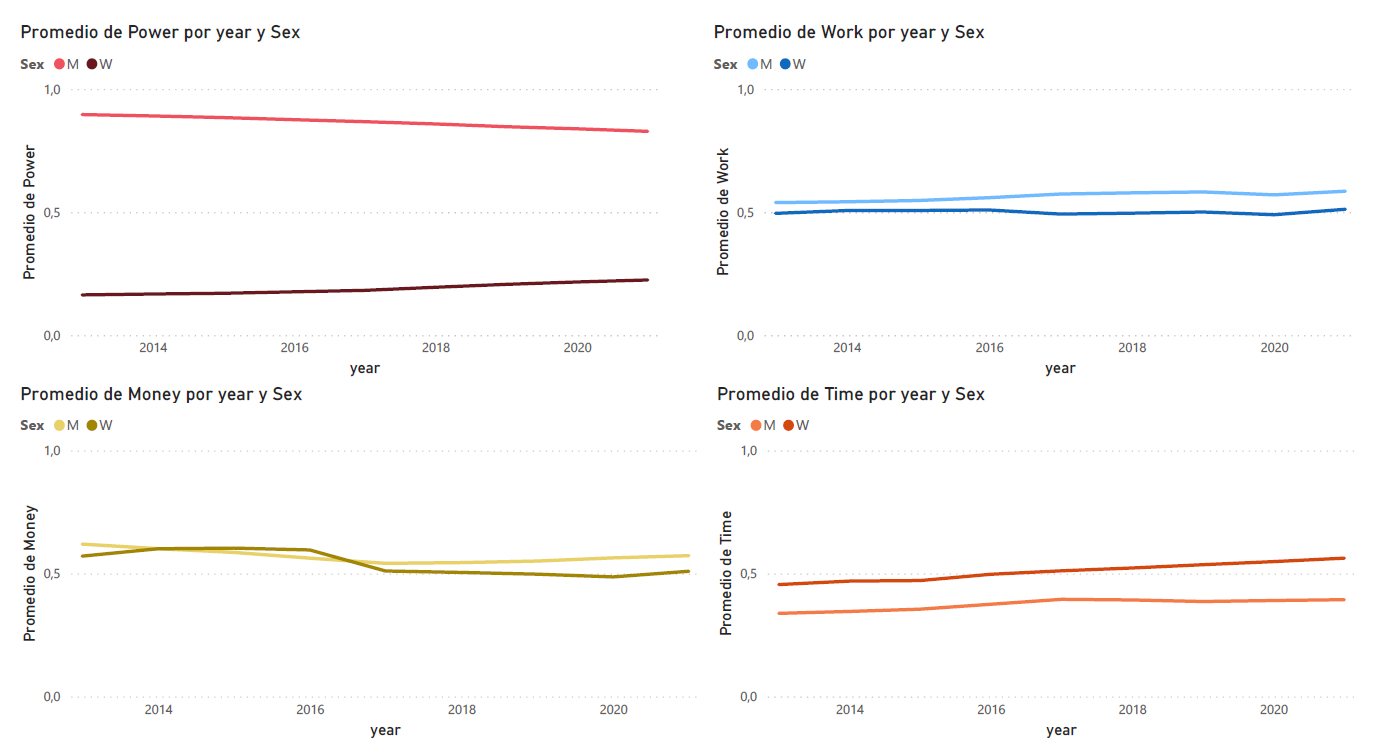 Promedio de Power por year y Sex
Sex M W
1,0
0,5
0,0
Promedio de Power
2014 2016 2018 2020
year
Promedio de Work por year y Sex
Sex M W
1,0
0,5
0,0
Promedio de Work
2014 2016 2018 2020
year
Promedio de Money por year y Sex
Sex M W
1,0
0,5
0,0
Promedio de Money
2014 2016 2018 2020
year
Promedio de Time por year y Sex
Sex M W
1,0
0,5
0,0
Promedio de Time
2014 2016 2018 2020
year